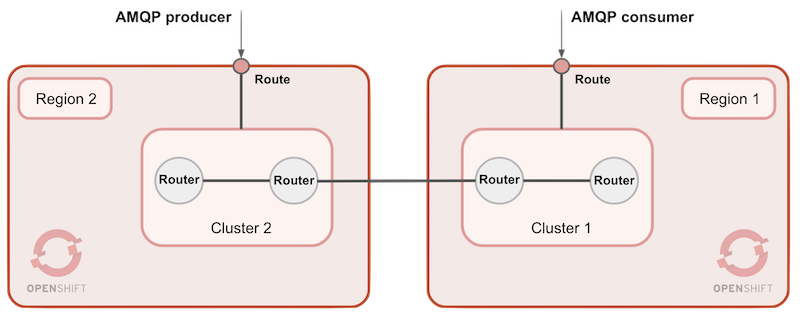 AMQP producer
AMQP consumer
Route
Route
Region 2
Region 1
Router
Router
Router
Router
Cluster 2
Cluster 1
OPENSHIFT
OPENSHIFT